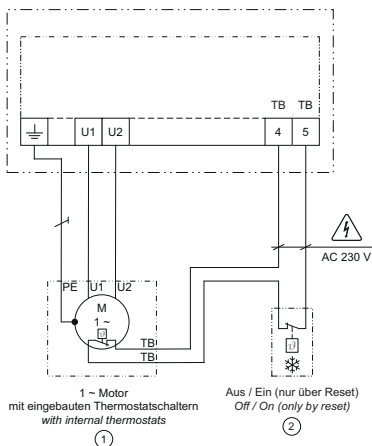 TB TB
U1 U2 4 5
AC 230 V
PE U1 U2
M
1 ~
ϑ
TB
TB
ϑ
1 ~ Motor
mit eingebauten Thermostatschaltern
with internal thermostats
1
Aus / Ein (nur über Reset)
Off / On (only by reset)
2